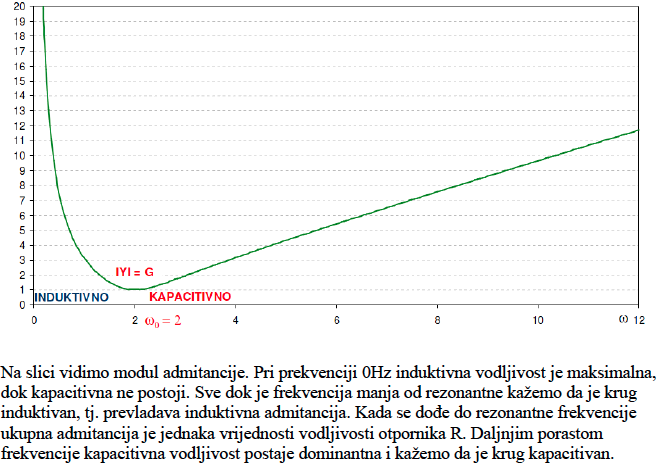 20
19
18
17
16
15
14
13
12
11
10
9
8
7
6
5
4
3
2
1
0
IYI = G
INDUKTIVNO
KAPACITIVNO
0 2 ω₀ = 2 4 6 8 10 ω 12
Na slici vidimo modul admitancije. Pri prekvenciji 0Hz induktivna vodljivost je maksimalna,
dok kapacitivna ne postoji. Sve dok je frekvencija manja od rezonantne kažemo da je krug
induktivan, tj. prevladava induktivna admitancija. Kada se dođe do rezonantne frekvencije
ukupna admitancija je jednaka vrijednosti vodljivosti otpornika R. Daljnjim porastom
frekvencije kapacitivna vodljivost postaje dominantna i kažemo da je krug kapacitivan.